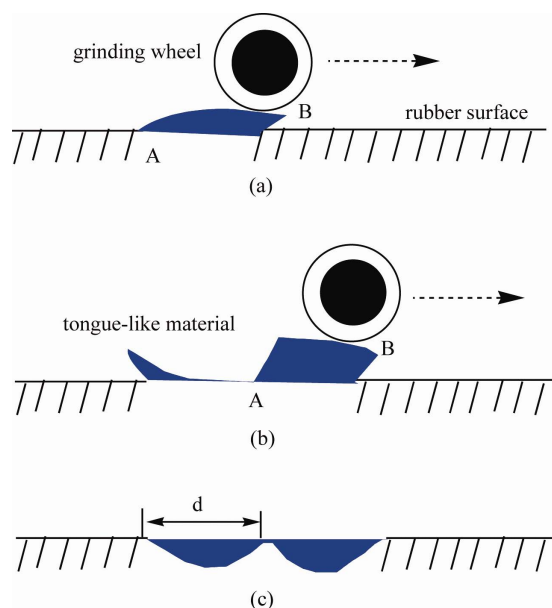 grinding wheel
B
rubber surface
A
(a)
tongue-like material
B
A
(b)
d
(c)